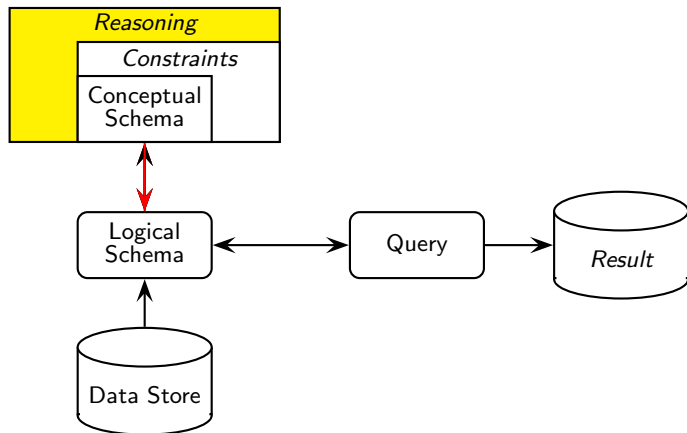 Reasoning
Constraints
Conceptual
Schema
Logical
Schema
Query
Result
Data Store